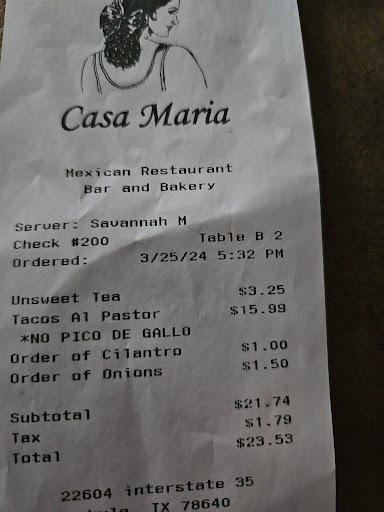 Casa Maria
Mexican Restaurant
Bar and Bakery
Server: Savannah M
Check #200 Table B 2
Ordered: 3/25/24 5:32 PM
Unsweet Tea $3.25
Tacos Al Pastor $15.99
*NO PICO DE GALLO
Order of Cilantro $1.00
Order of Onions $1.50
Subtotal $21.74
Tax $1.79
Total $23.53
22604 interstate 35
TX 78640